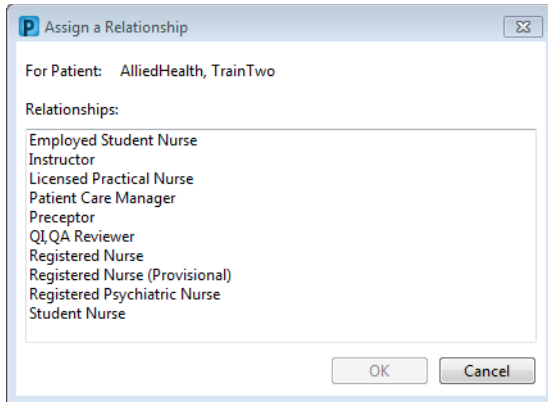 P Assign a Relationship
For Patient: AlliedHealth, TrainTwo
Relationships:
Employed Student Nurse
Instructor
Licensed Practical Nurse
Patient Care Manager
Preceptor
QI,QA Reviewer
Registered Nurse
Registered Nurse (Provisional)
Registered Psychiatric Nurse
Student Nurse
OK Cancel